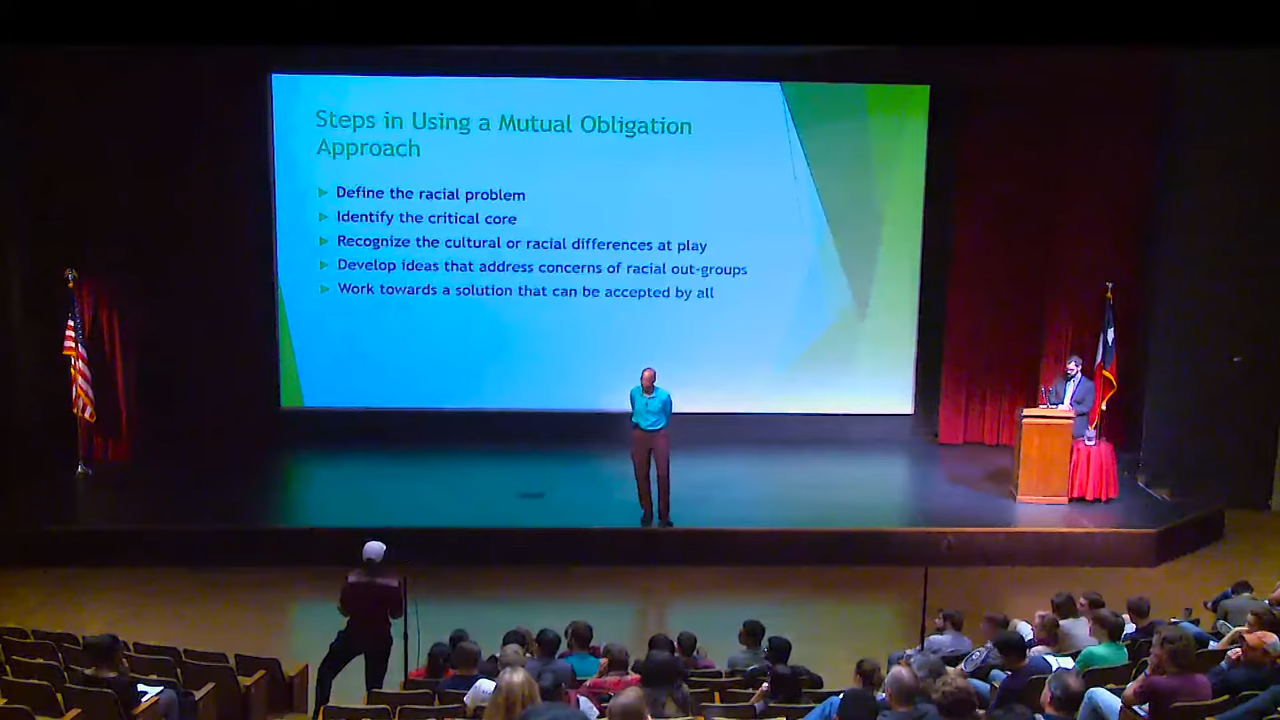 Steps in Using a Mutual Obligation
Approach
Define the racial problem
Identify the critical core
Recognize the cultural or racial differences at play
Develop ideas that address concerns of racial out-groups
Work towards a solution that can be accepted by all